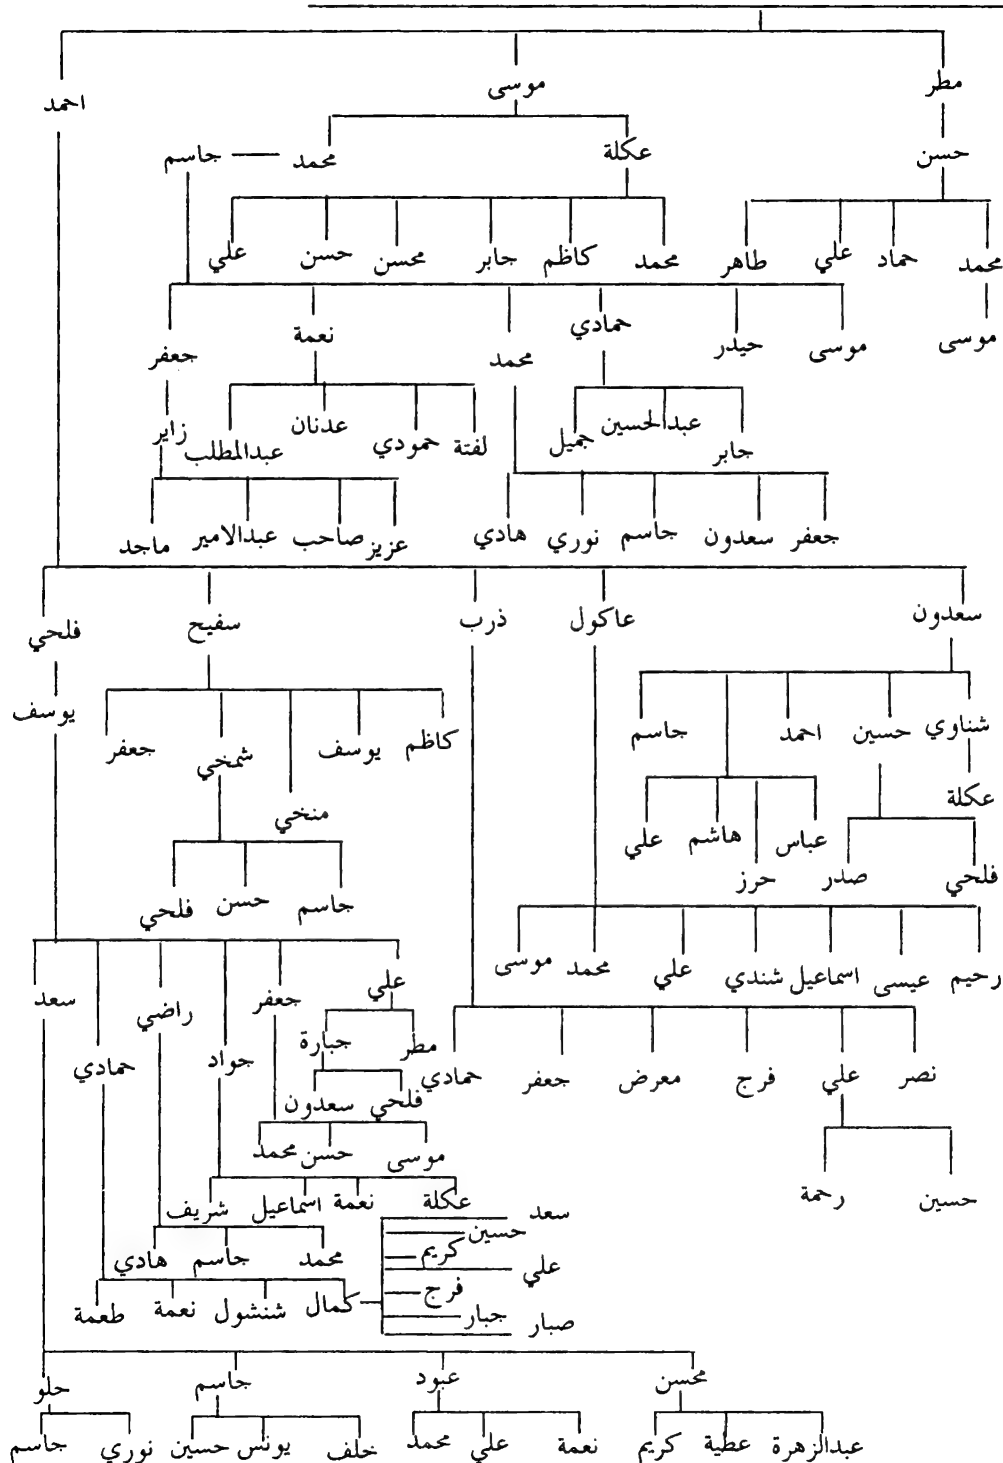 مطر موسى احمد
حسن عكلة محمد جاسم
محمد حماد علي طاهر محمد كاظم جابر محسن حسن علي
موسى موسى حيدر حمادي محمد نعمة جعفر
جابر عبدالحسين جميل لفتة حمودي عدنان عبدالمطلب زاير
جعفر سعدون جاسم نوري هادي عزيز صاحب عبدالامير ماجد
سعدون عاكول ذرب سفيح فلحي
شناوي حسين احمد جاسم كاظم يوسف منخي شمخي جعفر يوسف
عكلة
فلحي صدر عباس حرز هاشم علي
جاسم حسن فلحي
رحيم عيسى اسماعيل شندي علي محمد موسى
علي جعفر جواد راضي حمادي سعد
نصر علي فرج معرض جعفر حمادي
مطر جبارة
فلحي سعدون
حسين رحمة
موسى حسن محمد
عكلة نعمة اسماعيل شريف
محمد جاسم هادي
كمال شنشول نعمة طعمة
سعد
حسين
كريم
علي
فرج
جبار
صبار
محسن عبود جاسم حلو
عبدالزهرة عطية كريم نعمة علي محمد خلف يونس حسين نوري جاسم